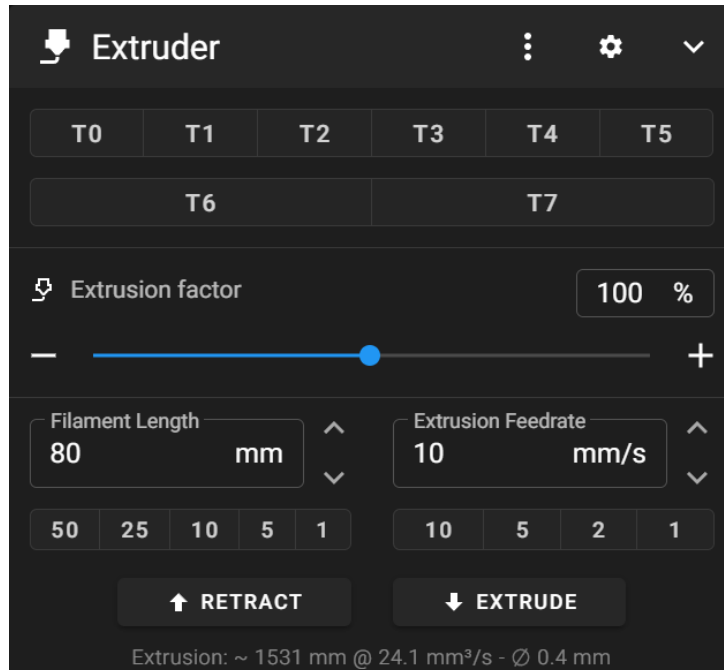 Extruder
T0 T1 T2 T3 T4 T5
T6 T7
Extrusion factor 100 %
Filament Length Extrusion Feedrate
80 mm 10 mm/s
50 25 10 5 1 10 5 2 1
RETRACT EXTRUDE
Extrusion: ~ 1531 mm @ 24.1 mm³/s - ∅ 0.4 mm